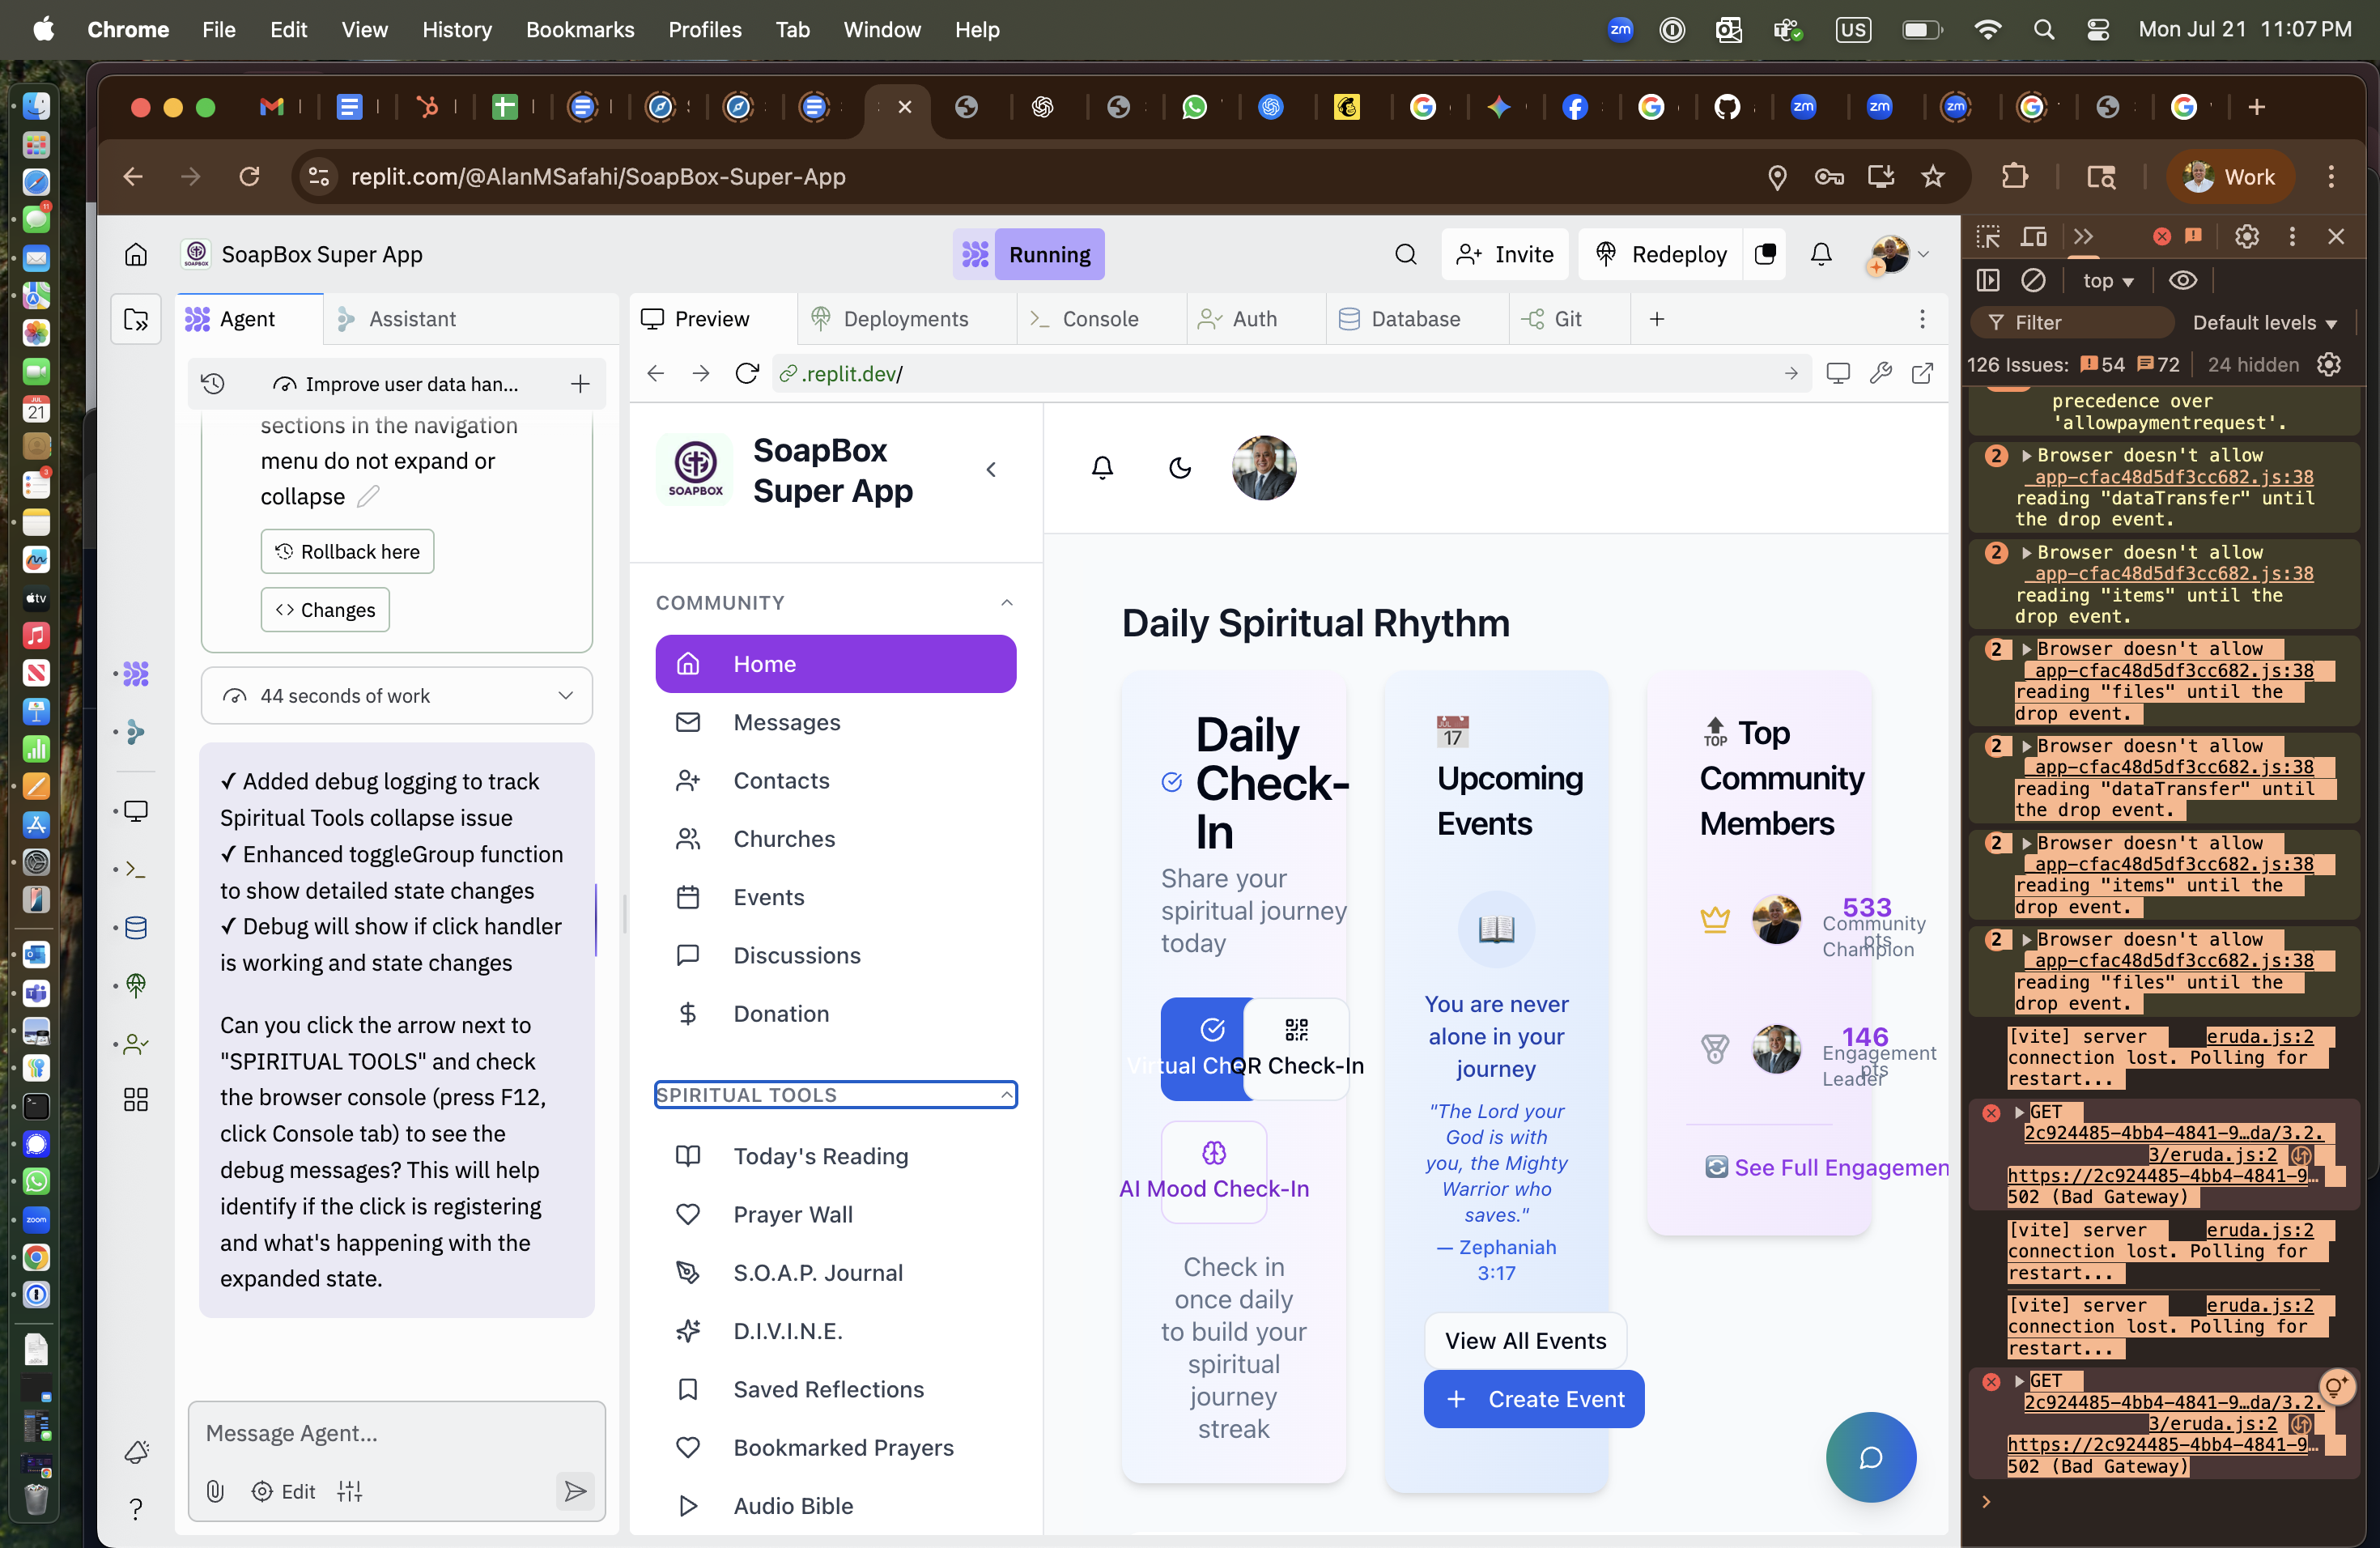 Chrome File Edit View History Bookmarks Profiles Tab Window Help
zm US Mon Jul 21 11:07 PM
replit.com/@AlanMSafahi/SoapBox-Super-App
Work
SoapBox Super App
Running
Invite
Redeploy
Agent
Assistant
Improve user data han...
sections in the navigation
menu do not expand or
collapse
Rollback here
Changes
44 seconds of work
✓ Added debug logging to track
Spiritual Tools collapse issue
✓ Enhanced toggleGroup function
to show detailed state changes
✓ Debug will show if click handler
is working and state changes
Can you click the arrow next to
"SPIRITUAL TOOLS" and check
the browser console (press F12,
click Console tab) to see the
debug messages? This will help
identify if the click is registering
and what's happening with the
expanded state.
Message Agent...
Edit
Preview
Deployments
Console
Auth
Database
Git
.replit.dev/
SOAPBOX
SoapBox
Super App
COMMUNITY
Home
Messages
Contacts
Churches
Events
Discussions
Donation
SPIRITUAL TOOLS
Today's Reading
Prayer Wall
S.O.A.P. Journal
D.I.V.I.N.E.
Saved Reflections
Bookmarked Prayers
Audio Bible
Daily Spiritual Rhythm
Daily
Check-
In
Share your
spiritual journey
today
Virtual Che
QR Check-In
AI Mood Check-In
Check in
once daily
to build your
spiritual
journey
streak
JUL
17
Upcoming
Events
You are never
alone in your
journey
"The Lord your
God is with
you, the Mighty
Warrior who
saves."
— Zephaniah
3:17
View All Events
+ Create Event
TOP
Top
Community
Members
533
pts
Community
Champion
146
pts
Engagement
Leader
See Full Engagemen
top
Filter
Default levels
126 Issues: 54 72 24 hidden
precedence over
'allowpaymentrequest'.
2 Browser doesn't allow
_app-cfac48d5df3cc682.js:38
reading "dataTransfer" until
the drop event.
2 Browser doesn't allow
_app-cfac48d5df3cc682.js:38
reading "items" until the
drop event.
2 Browser doesn't allow
_app-cfac48d5df3cc682.js:38
reading "files" until the
drop event.
2 Browser doesn't allow
_app-cfac48d5df3cc682.js:38
reading "dataTransfer" until
the drop event.
2 Browser doesn't allow
_app-cfac48d5df3cc682.js:38
reading "items" until the
drop event.
2 Browser doesn't allow
_app-cfac48d5df3cc682.js:38
reading "files" until the
drop event.
[vite] server eruda.js:2
connection lost. Polling for
restart...
GET
2c924485-4bb4-4841-9…da/3.2.
3/eruda.js:2
https://2c924485-4bb4-4841-9…
502 (Bad Gateway)
[vite] server eruda.js:2
connection lost. Polling for
restart...
[vite] server eruda.js:2
connection lost. Polling for
restart...
GET
2c924485-4bb4-4841-9…da/3.2.
3/eruda.js:2
https://2c924485-4bb4-4841-9…
502 (Bad Gateway)